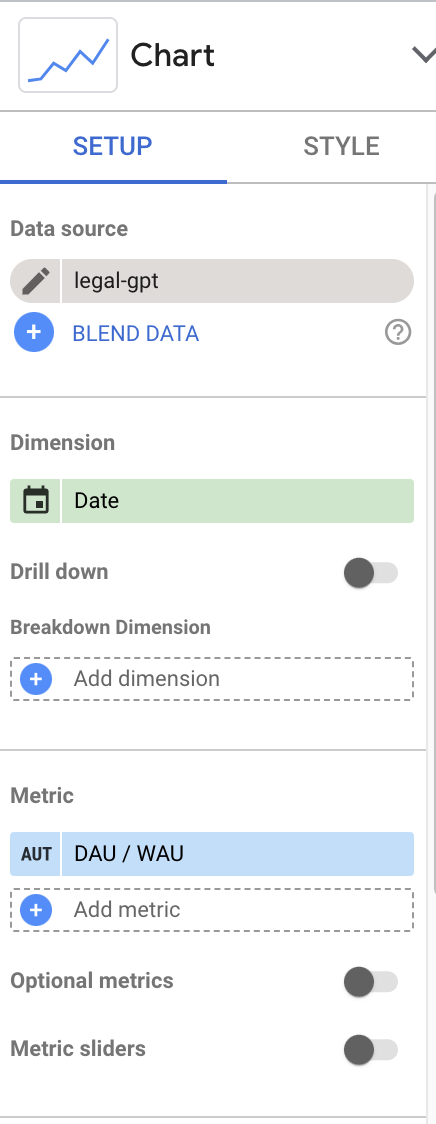 Chart
SETUP
STYLE
Data source
legal-gpt
BLEND DATA
Dimension
Date
Drill down
Breakdown Dimension
Add dimension
Metric
AUT
DAU / WAU
Add metric
Optional metrics
Metric sliders